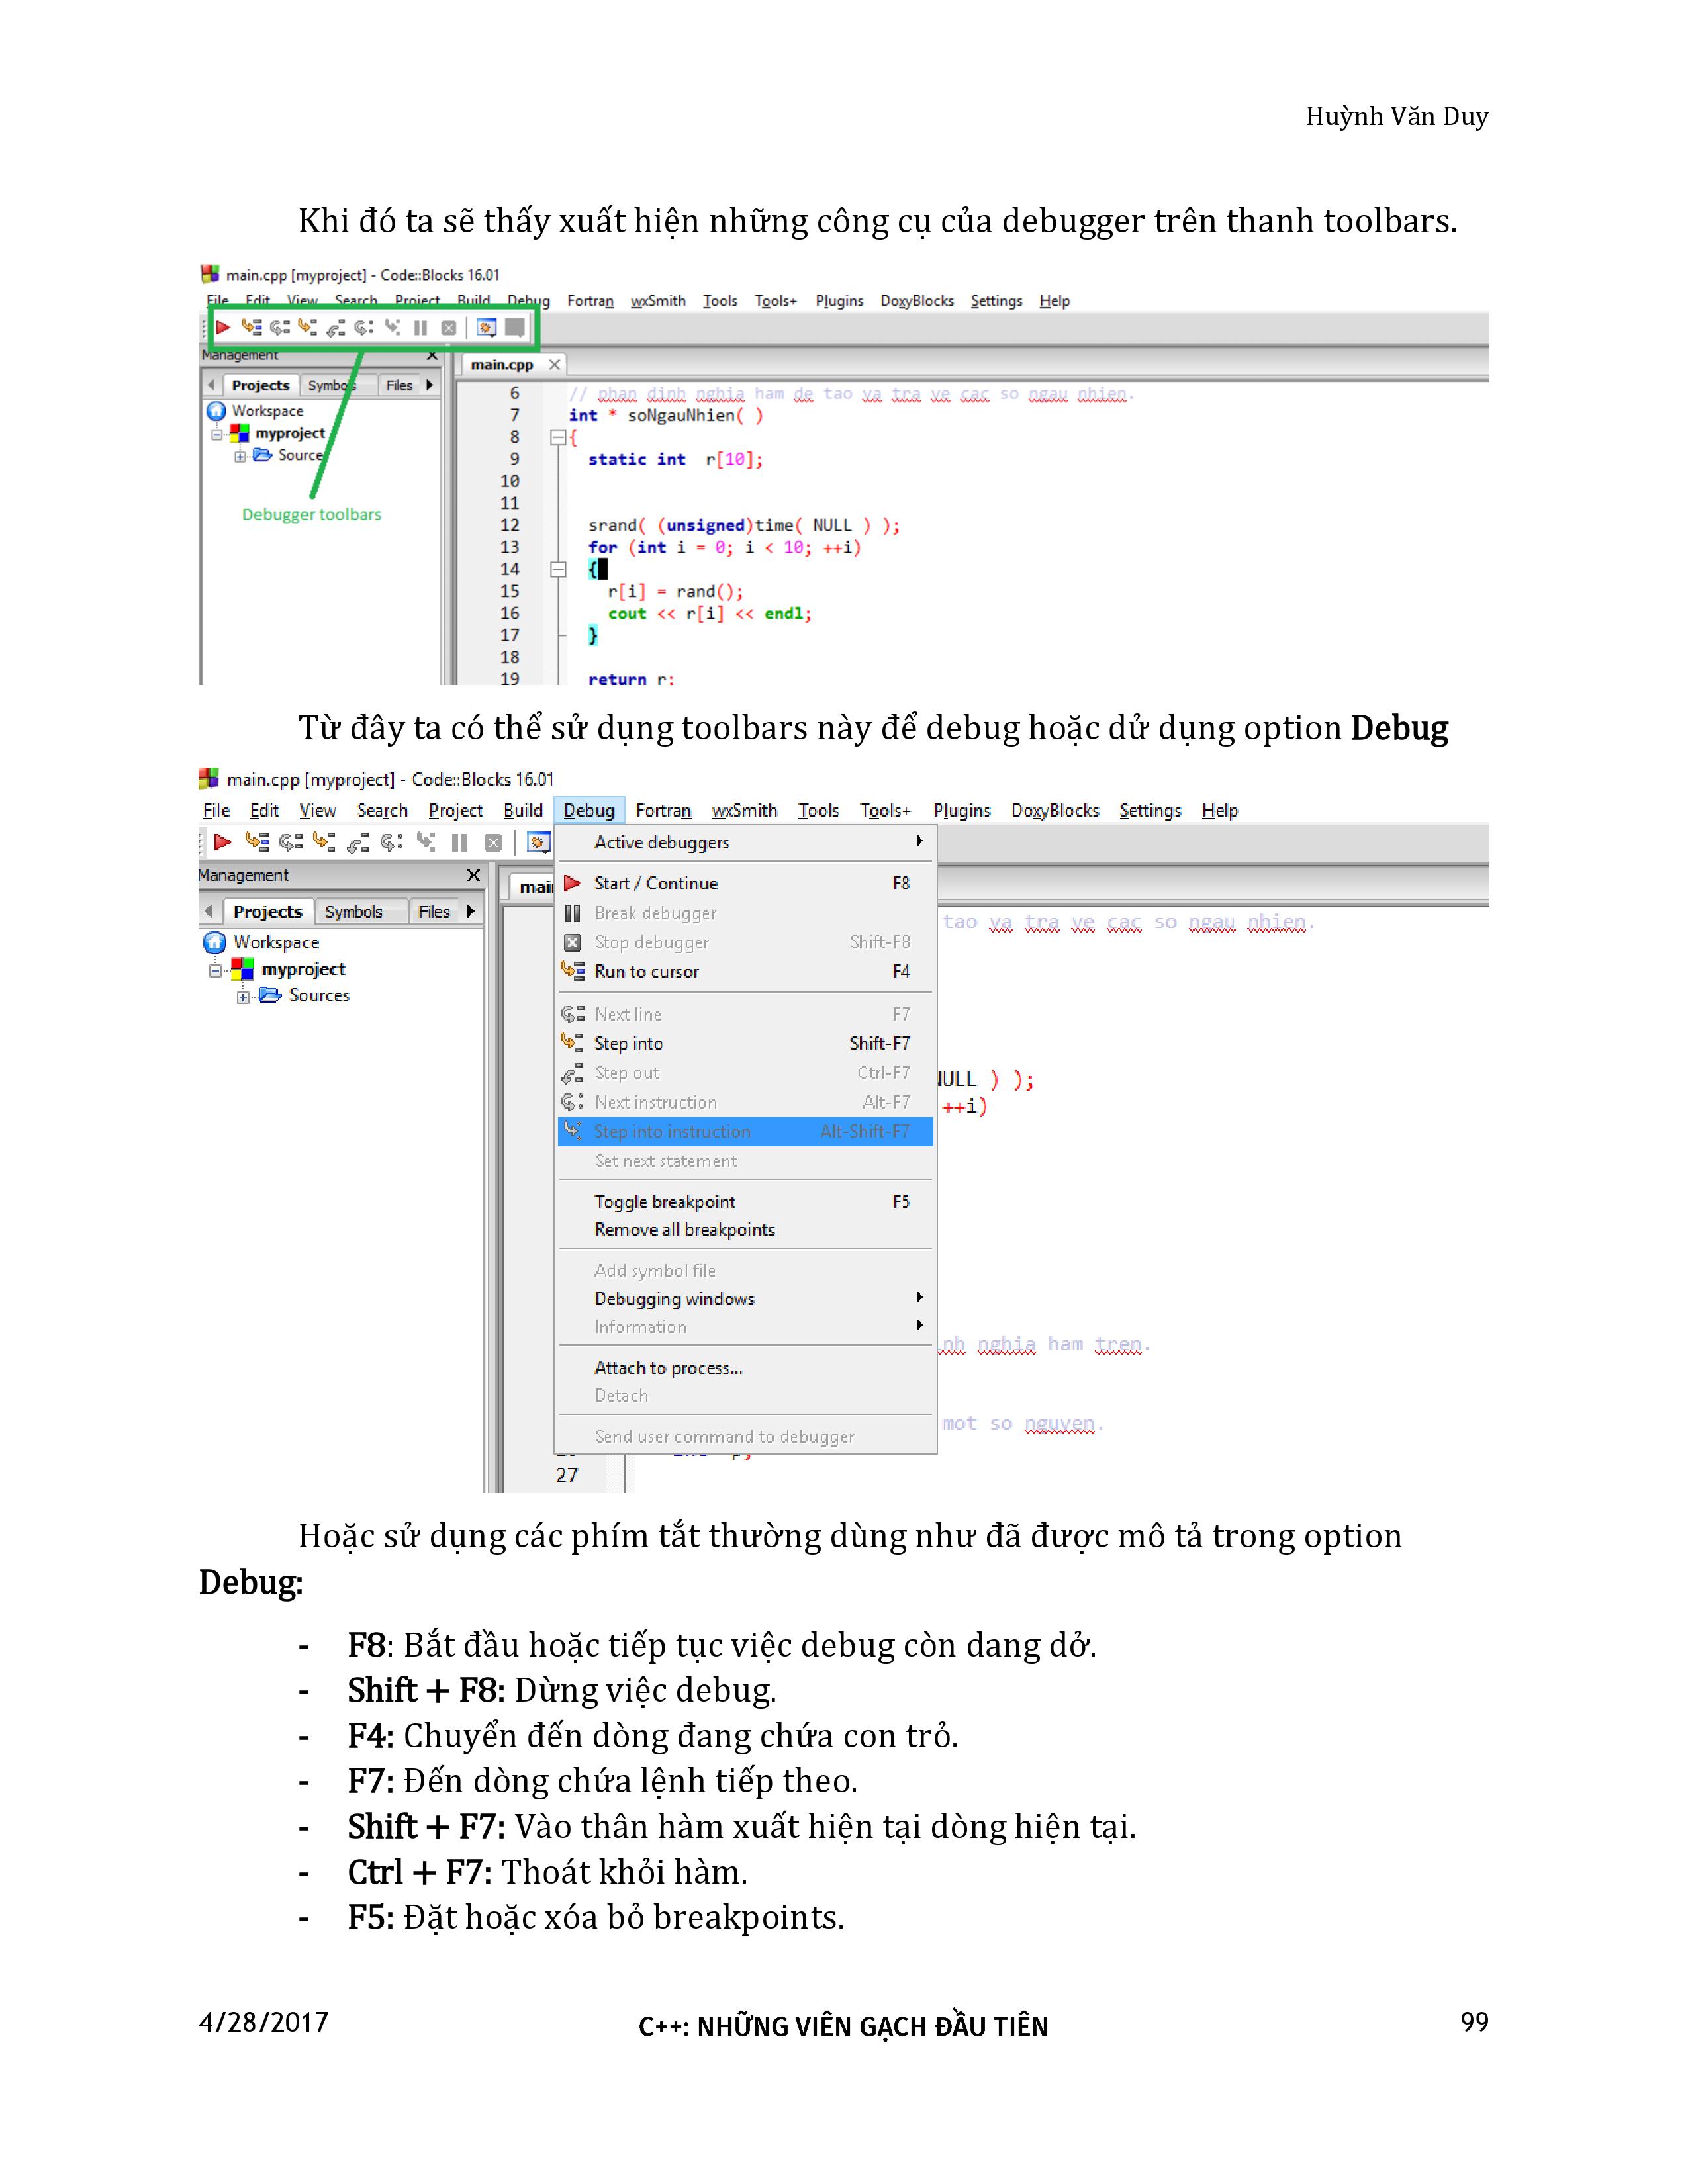 Huỳnh Văn Duy
Khi đó ta sẽ thấy xuất hiện những công cụ của debugger trên thanh toolbars.
main.cpp [myproject] - Code::Blocks 16.01
File Edit View Search Project Build Debug Fortran wxSmith Tools Tools+ Plugins DoxyBlocks Settings Help
Management
main.cpp
Projects Symbols Files
Workspace
myproject
Source
Debugger toolbars
6 // phan dinh nghia ham de tao va tra ve cac so ngau nhien.
7 int * soNgauNhien( )
8 {
9 static int r[10];
10
11
12 srand( (unsigned)time( NULL ) );
13 for (int i = 0; i < 10; ++i)
14 {
15 r[i] = rand();
16 cout << r[i] << endl;
17 }
18
19 return r;
Từ đây ta có thể sử dụng toolbars này để debug hoặc dử dụng option Debug
main.cpp [myproject] - Code::Blocks 16.01
File Edit View Search Project Build Debug Fortran wxSmith Tools Tools+ Plugins DoxyBlocks Settings Help
Management
Projects Symbols Files
Workspace
myproject
Sources
mai
Active debuggers
Start / Continue F8
Break debugger
Stop debugger Shift-F8
Run to cursor F4
Next line F7
Step into Shift-F7
Step out Ctrl-F7
Next instruction Alt-F7
Step into instruction Alt-Shift-F7
Set next statement
Toggle breakpoint F5
Remove all breakpoints
Add symbol file
Debugging windows
Information
Attach to process...
Detach
Send user command to debugger
tao va tra ve cac so ngau nhien.
NULL ) );
++i)
nh nghia ham tren.
mot so nguyen.
27
Hoặc sử dụng các phím tắt thường dùng như đã được mô tả trong option
Debug:
- F8: Bắt đầu hoặc tiếp tục việc debug còn dang dở.
- Shift + F8: Dừng việc debug.
- F4: Chuyển đến dòng đang chứa con trỏ.
- F7: Đến dòng chứa lệnh tiếp theo.
- Shift + F7: Vào thân hàm xuất hiện tại dòng hiện tại.
- Ctrl + F7: Thoát khỏi hàm.
- F5: Đặt hoặc xóa bỏ breakpoints.
4/28/2017 C++: NHỮNG VIÊN GẠCH ĐẦU TIÊN 99